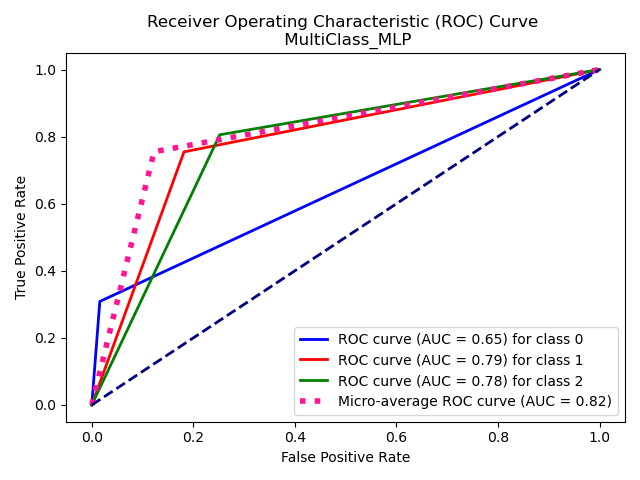 Receiver Operating Characteristic (ROC) Curve
MultiClass_MLP
True Positive Rate
1.0
0.8
0.6
0.4
0.2
0.0
ROC curve (AUC = 0.65) for class 0
ROC curve (AUC = 0.79) for class 1
ROC curve (AUC = 0.78) for class 2
Micro-average ROC curve (AUC = 0.82)
0.0 0.2 0.4 0.6 0.8 1.0
False Positive Rate